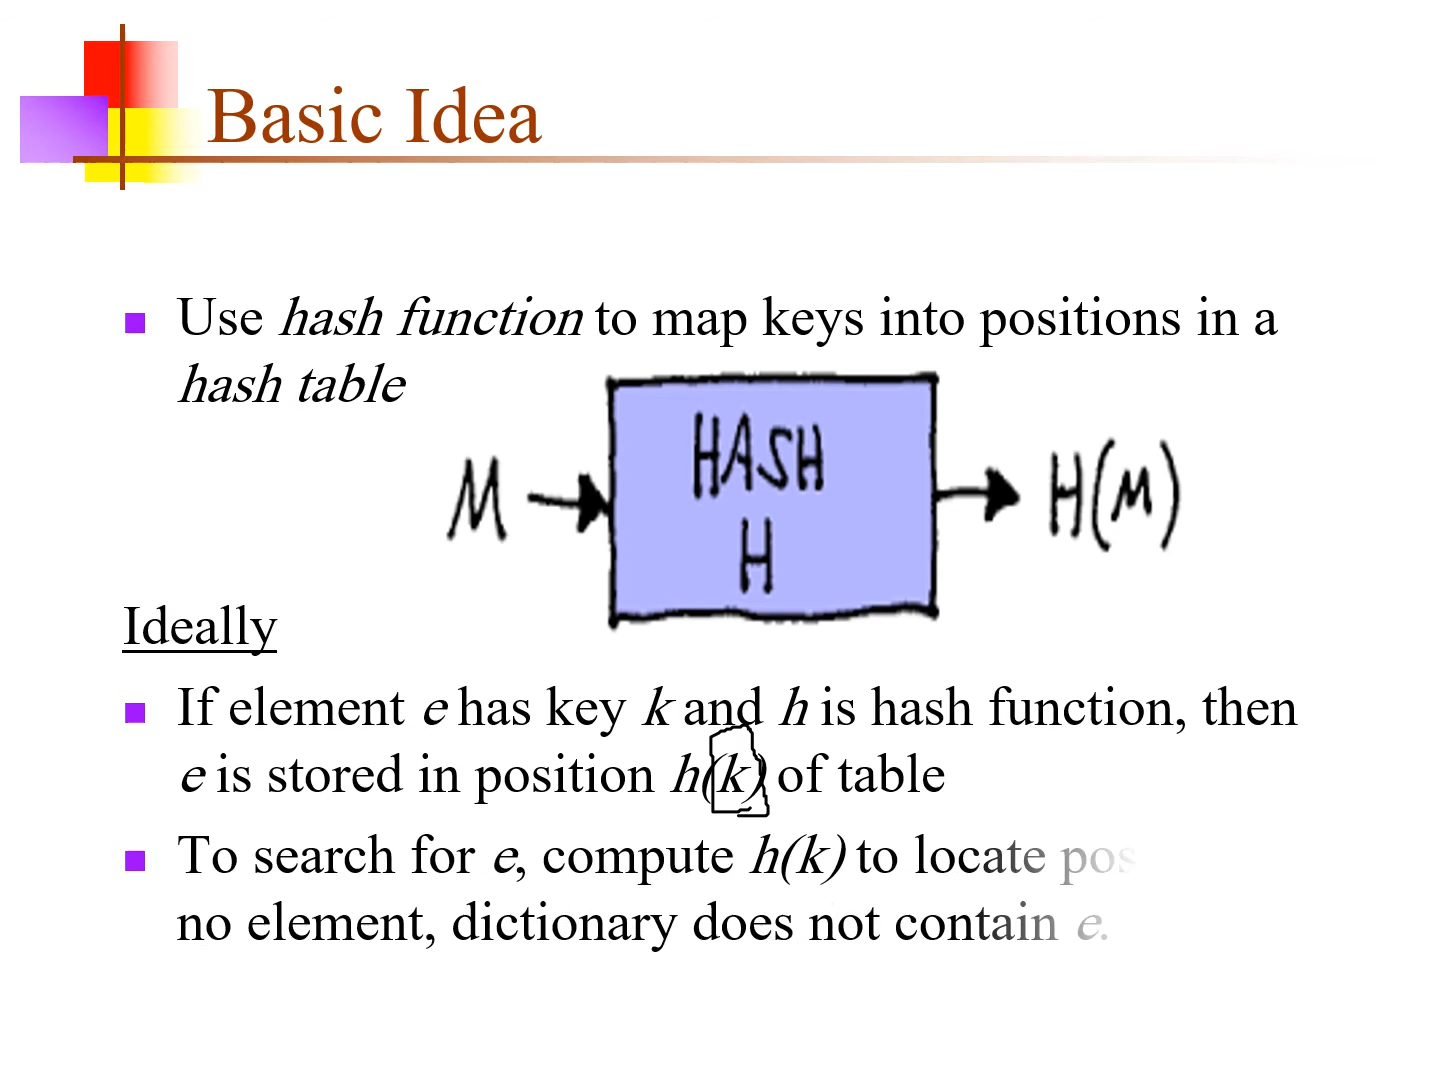 Basic Idea
Use hash function to map keys into positions in a
hash table
HASH
M
H(M)
H
Ideally
If element e has key k and h is hash function, then
e is stored in position h(k) of table
To search for e, compute h(k) to locate
no element, dictionary does not contain e.